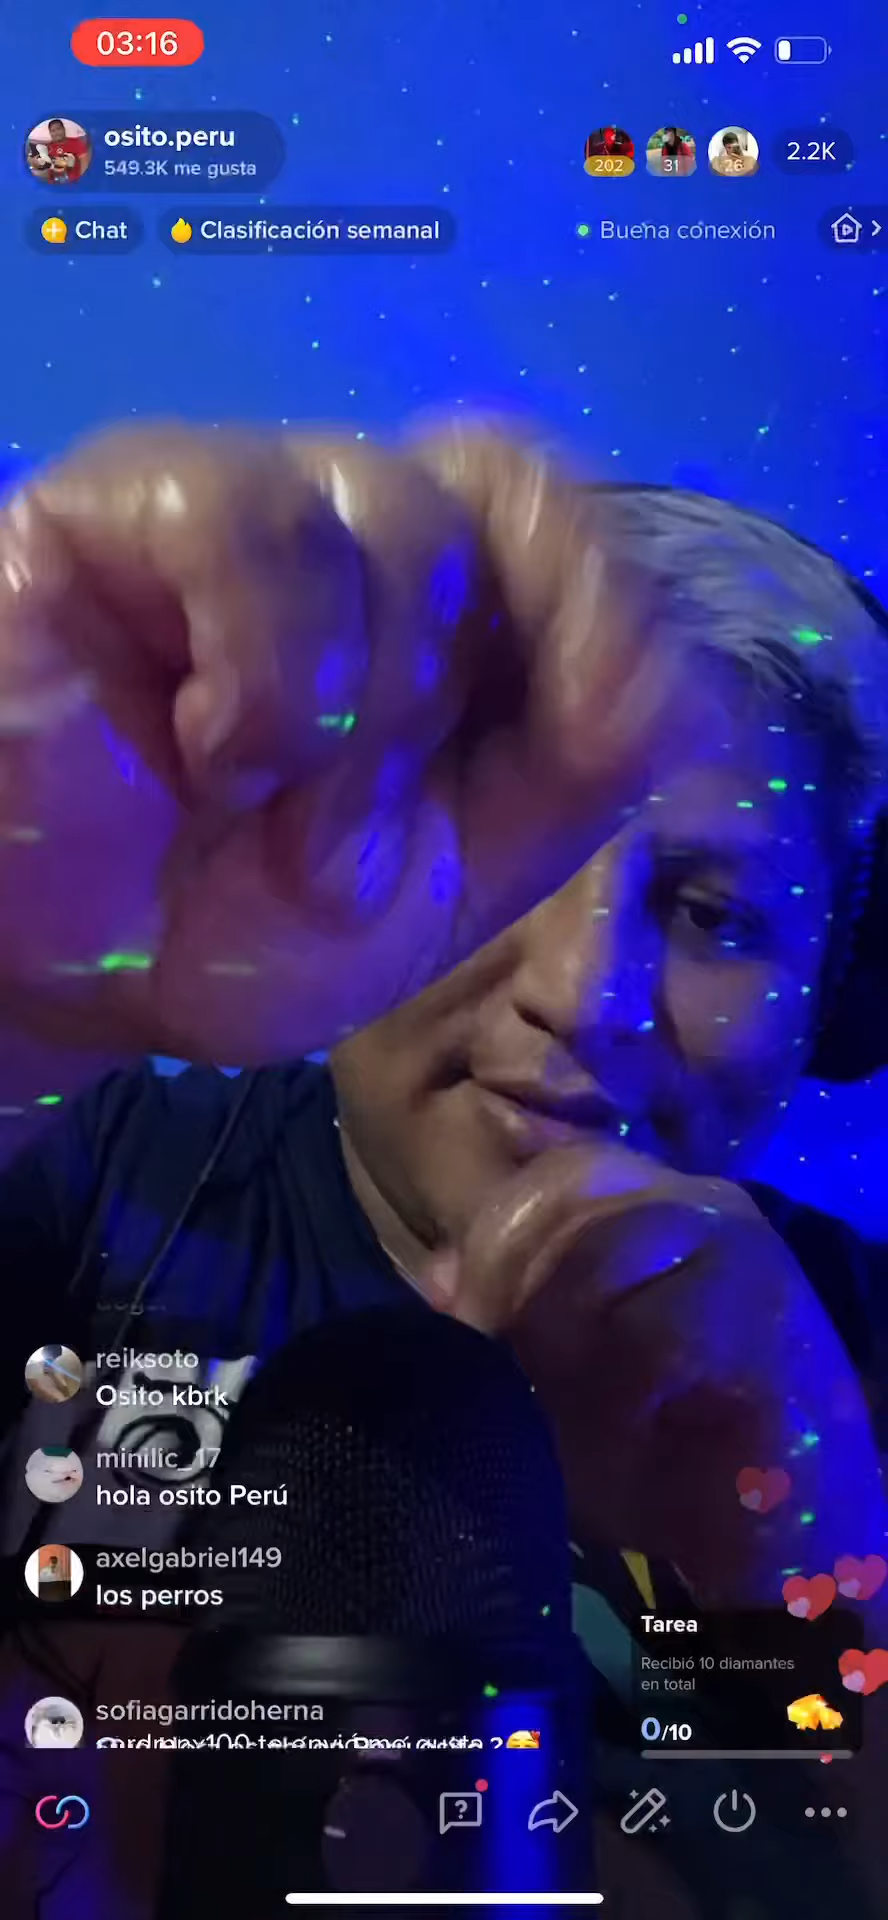 03:16
osito.peru
549.3K me gusta
202
31
26
2.2K
Chat
Clasificación semanal
Buena conexión
reiksoto
Osito kbrk
minilic_17
hola osito Perú
axelgabriel149
los perros
Tarea
Recibió 10 diamantes
en total
0/10
sofiagarridoherna